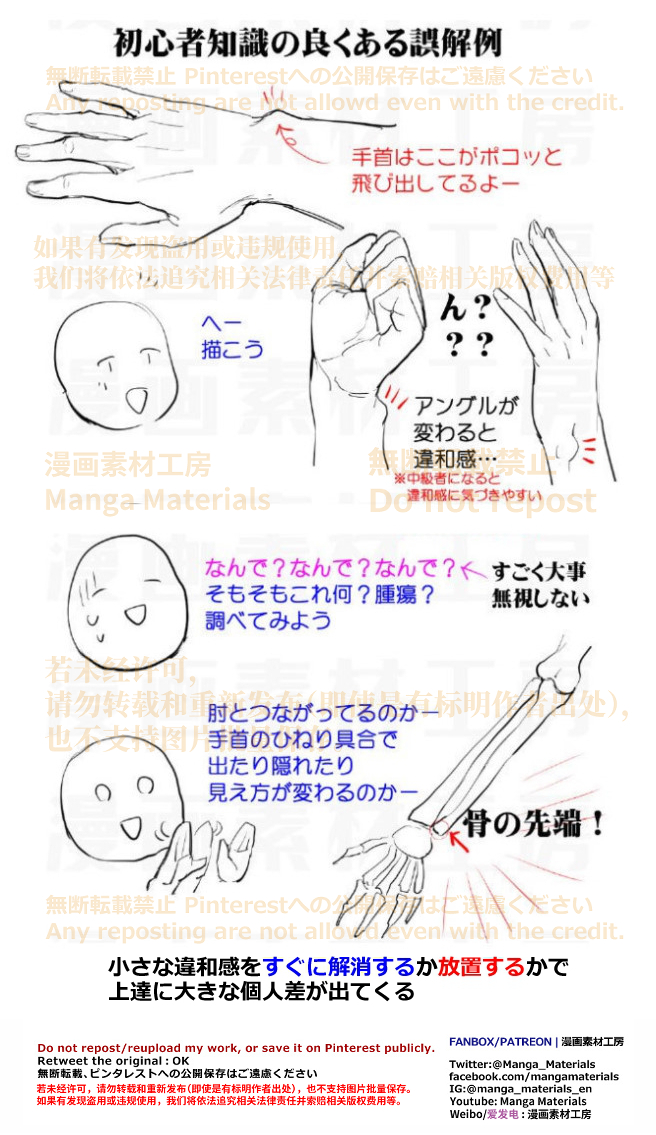 初心者知識の良くある誤解例
無断転載禁止 Pinterestへの公開保存はご遠慮ください
Any reposting are not allowd even with the credit.
漫画素材工房
手首はここがポコッと
飛び出してるよー
如果有发现盗用或违规使用,
我们将依法追究相关法律责任并索赔相关版权费用等
へー
描こう
ん?
??
アングルが
変わると
違和感…
※中級者になると
違和感に気づきやすい
漫画素材工房
Manga Materials
無断転載禁止
Do not repost
なんで?なんで?なんで?
すごく大事
無視しない
そもそもこれ何?腫瘍?
調べてみよう
若未经许可,
请勿转载和重新发布(即使是有标明作者出处),
也不支持图片
肘とつながってるのかー
手首のひねり具合で
出たり隠れたり
見え方が変わるのかー
骨の先端!
漫画素材工房
無断転載禁止 Pinterestへの公開保存はご遠慮ください
Any reposting are not allowd even with the credit.
小さな違和感をすぐに解消するか放置するかで
上達に大きな個人差が出てくる
Do not repost/reupload my work, or save it on Pinterest publicly.
Retweet the original : OK
無断転載、ピンタレストへの公開保存はご遠慮ください
若未经许可，请勿转载和重新发布(即使是有标明作者出处)，也不支持图片批量保存。
如果有发现盗用或违规使用，我们将依法追究相关法律责任并索赔相关版权费用等。
FANBOX/PATREON | 漫画素材工房
Twitter:@Manga_Materials
facebook.com/mangamaterials
IG:@manga_materials_en
Youtube: Manga Materials
Weibo/爱发电 : 漫画素材工房